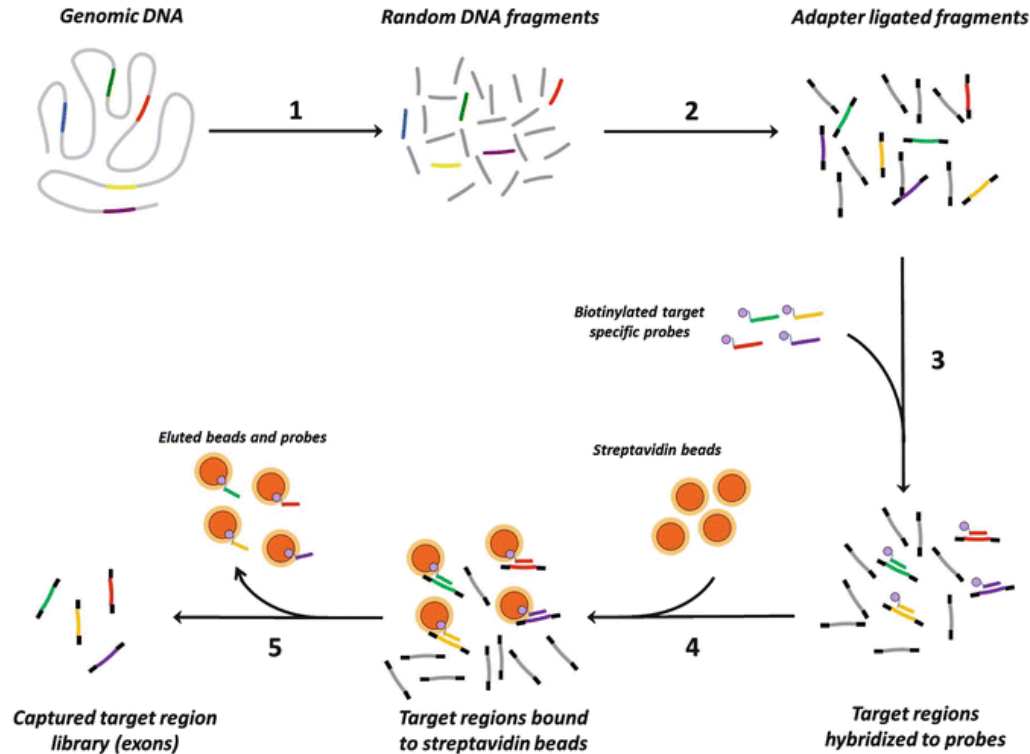 Genomic DNA
Random DNA fragments
Adapter ligated fragments
1
2
Biotinylated target
specific probes
3
Eluted beads and probes
Streptavidin beads
5
4
Captured target region
library (exons)
Target regions bound
to streptavidin beads
Target regions
hybridized to probes